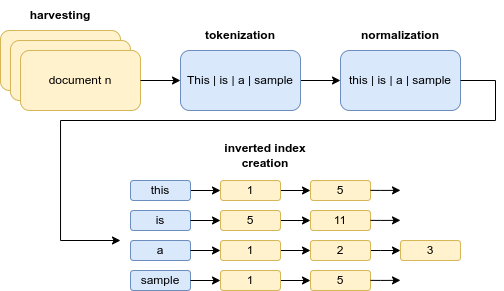 harvesting
tokenization
normalization
document n
This | is | a | sample
this | is | a | sample
inverted index
creation
this 1 5
is 5 11
a 1 2 3
sample 1 5